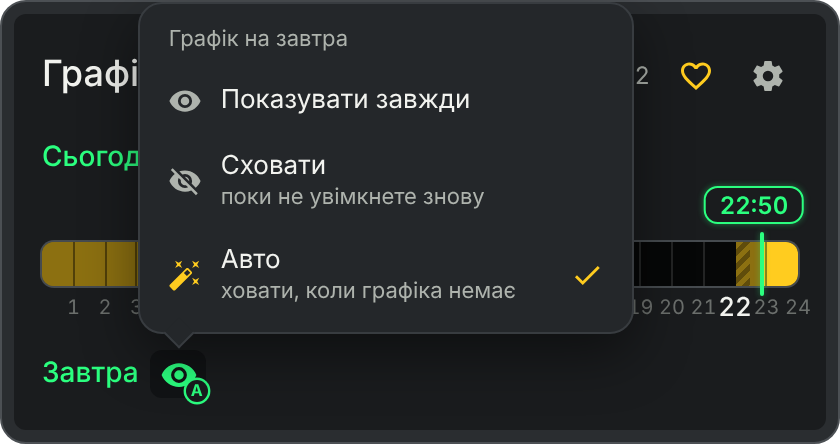 Графік на завтра
Графі
2
Показувати завжди
Сьогод
Сховати
поки не увімкнете знову
22:50
Авто
ховати, коли графіка немає
1 2 3 19 20 21 22 23 24
Завтра
A